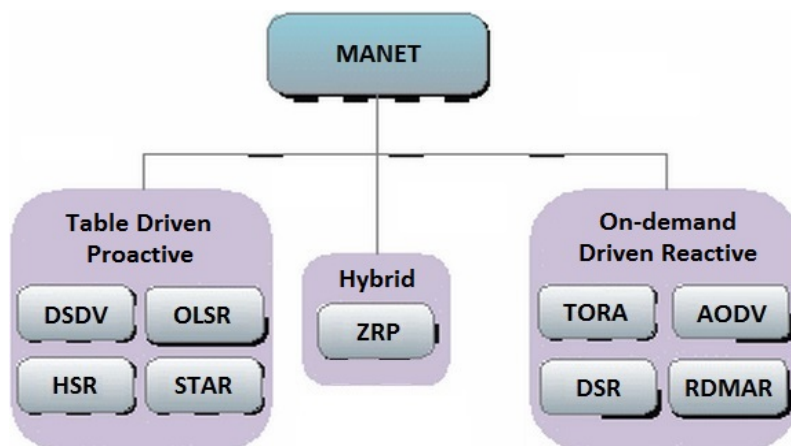 MANET
Table Driven
Proactive
DSDV
OLSR
HSR
STAR
Hybrid
ZRP
On-demand
Driven Reactive
TORA
AODV
DSR
RDMAR